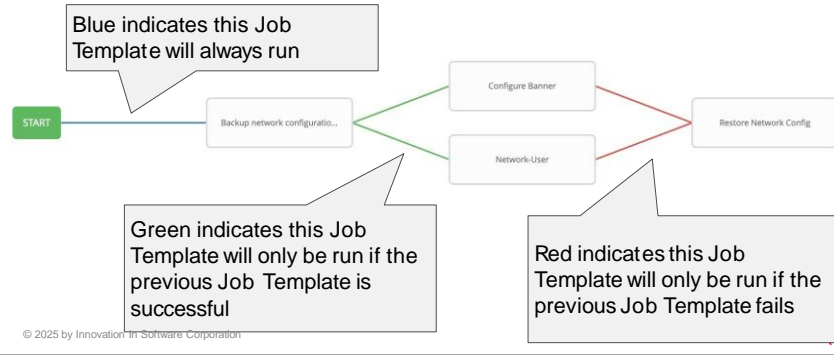 Blue indicates this Job
Template will always run
START
Backup network configuratio...
Configure Banner
Network-User
Restore Network Config
Green indicates this Job
Template will only be run if the
previous Job Template is
successful
Red indicates this Job
Template will only be run if the
previous Job Template fails
© 2025 by Innovation In Software Corporation